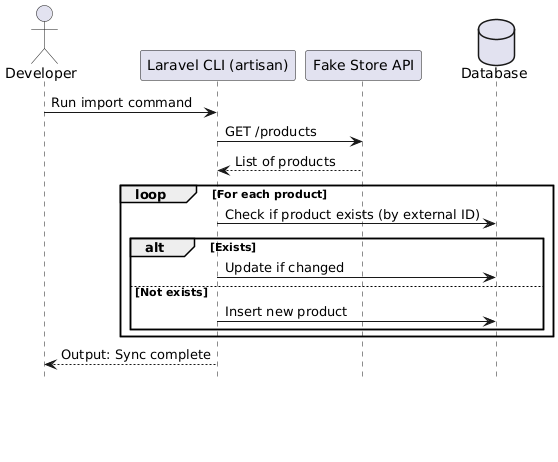 Developer
Laravel CLI (artisan)
Fake Store API
Database
Run import command
GET /products
List of products
loop [For each product]
Check if product exists (by external ID)
alt [Exists]
Update if changed
[Not exists]
Insert new product
Output: Sync complete